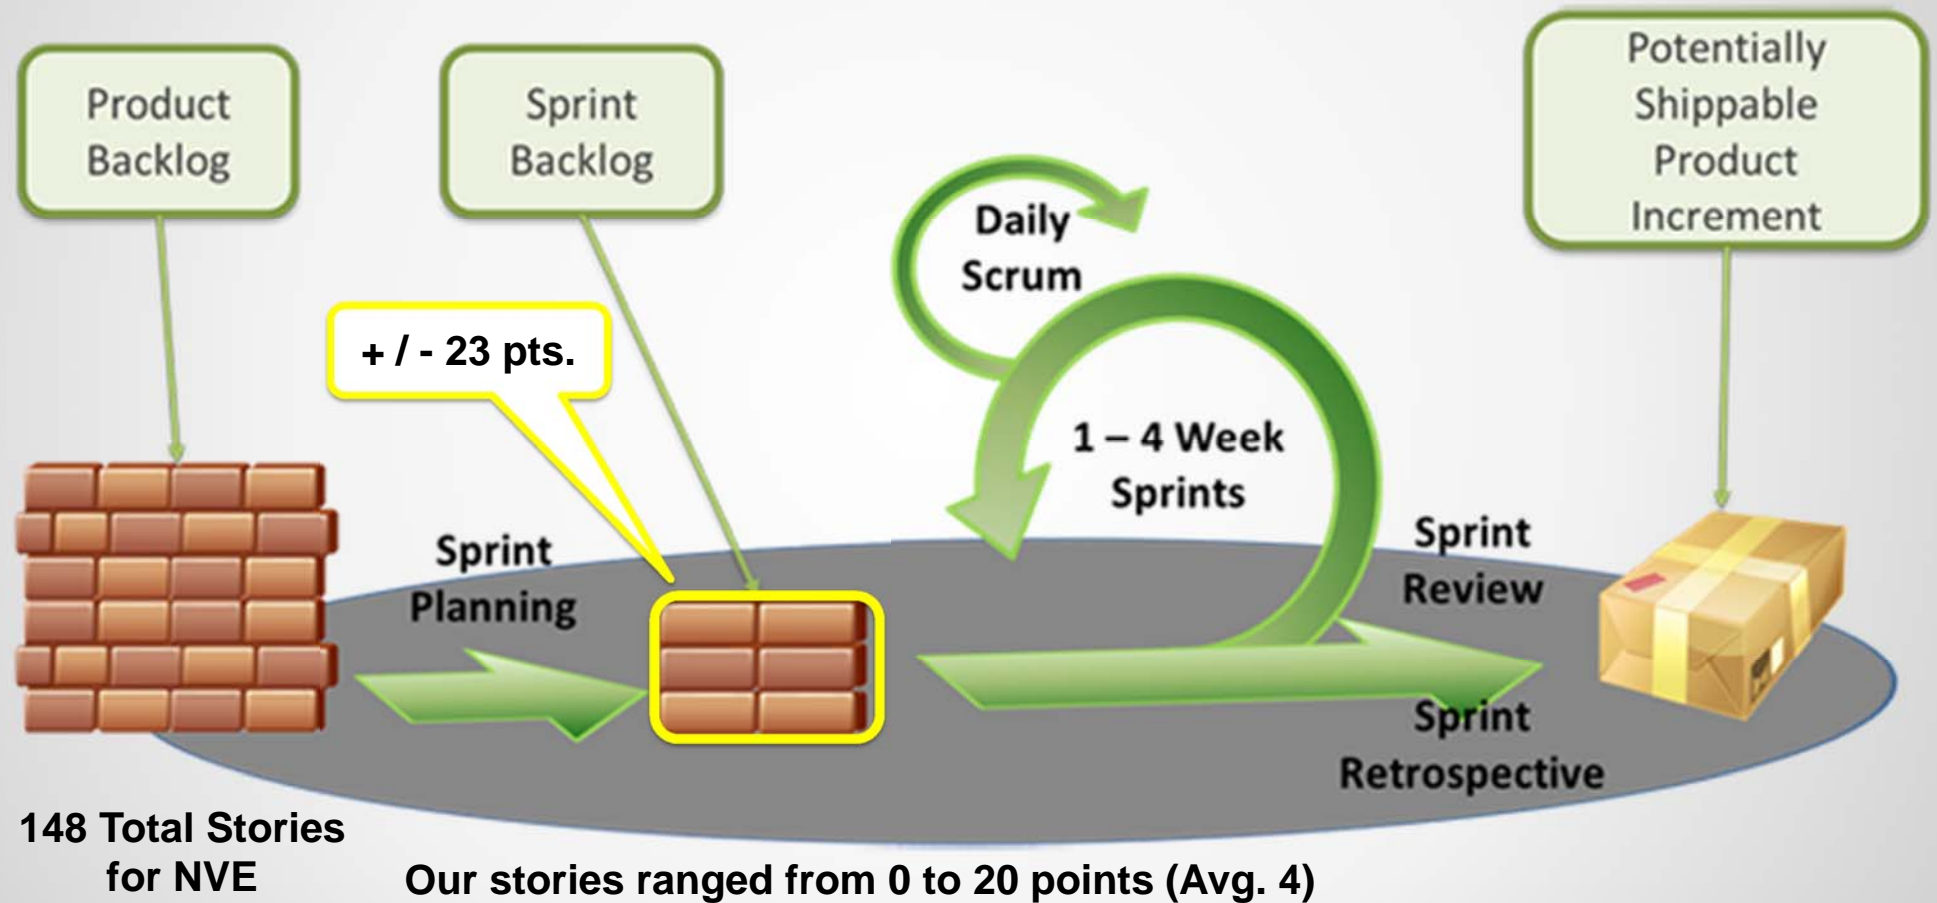 Product
Backlog
Sprint
Backlog
Potentially
Shippable
Product
Increment
Daily
Scrum
+ / - 23 pts.
1 – 4 Week
Sprints
Sprint
Planning
Sprint
Review
Sprint
Retrospective
148 Total Stories
for NVE
Our stories ranged from 0 to 20 points (Avg. 4)